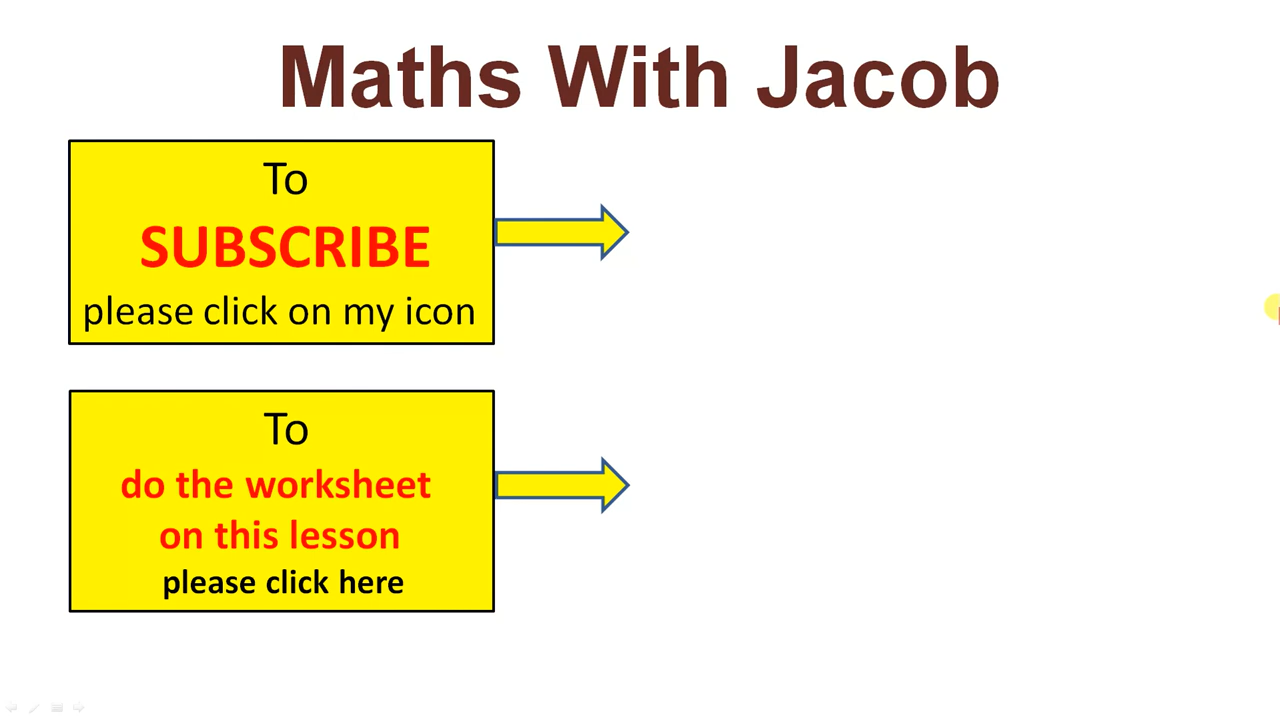 Maths With Jacob
To
SUBSCRIBE
please click on my icon
To
do the worksheet
on this lesson
please click here